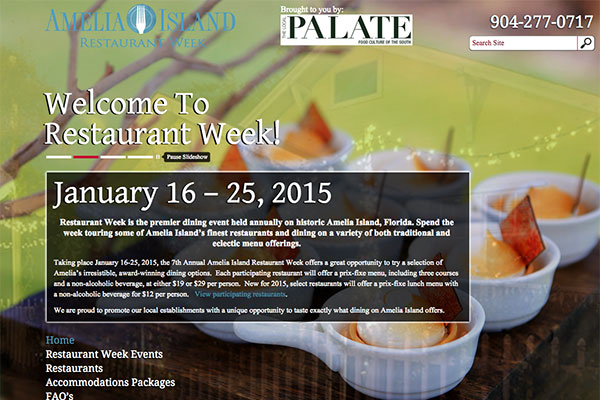 AMELIA ISLAND
RESTAURANT WEEK
Brought to you by:
THE LOCAL
PALATE
FOOD CULTURE OF THE SOUTH
904-277-0717
Search Site
Welcome To
Restaurant Week!
Pause Slideshow
January 16 – 25, 2015
Restaurant Week is the premier dining event held annually on historic Amelia Island, Florida. Spend the
week touring some of Amelia Island's finest restaurants and dining on a variety of both traditional and
eclectic menu offerings.
Taking place January 16-25, 2015, the 7th Annual Amelia Island Restaurant Week offers a great opportunity to try a selection of
Amelia's irresistible, award-winning dining options. Each participating restaurant will offer a prix-fixe menu, including three courses
and a non-alcoholic beverage, at either $19 or $29 per person. New for 2015, select restaurants will offer a prix-fixe lunch menu with
a non-alcoholic beverage for $12 per person. View participating restaurants.
We are proud to promote our local establishments with a unique opportunity to taste exactly what dining on Amelia Island offers.
Home
Restaurant Week Events
Restaurants
Accommodations Packages
FAQ's